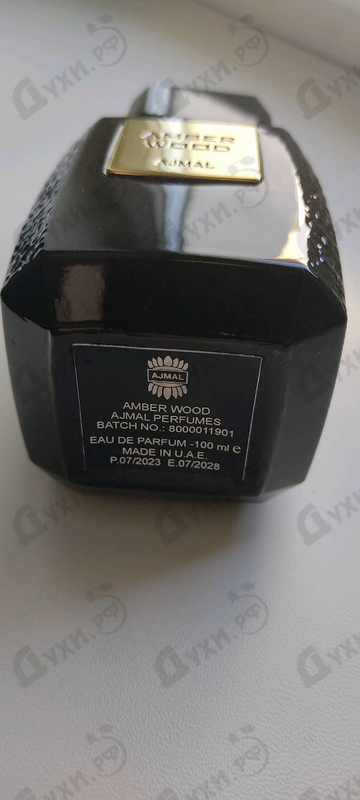 AMBER
WOOD
AJMAL
AJMAL
AMBER WOOD
AJMAL PERFUMES
BATCH NO.: 8000011901
EAU DE PARFUM -100 ml e
MADE IN U.A.E.
P.07/2023 E.07/2028
Духи.РФ